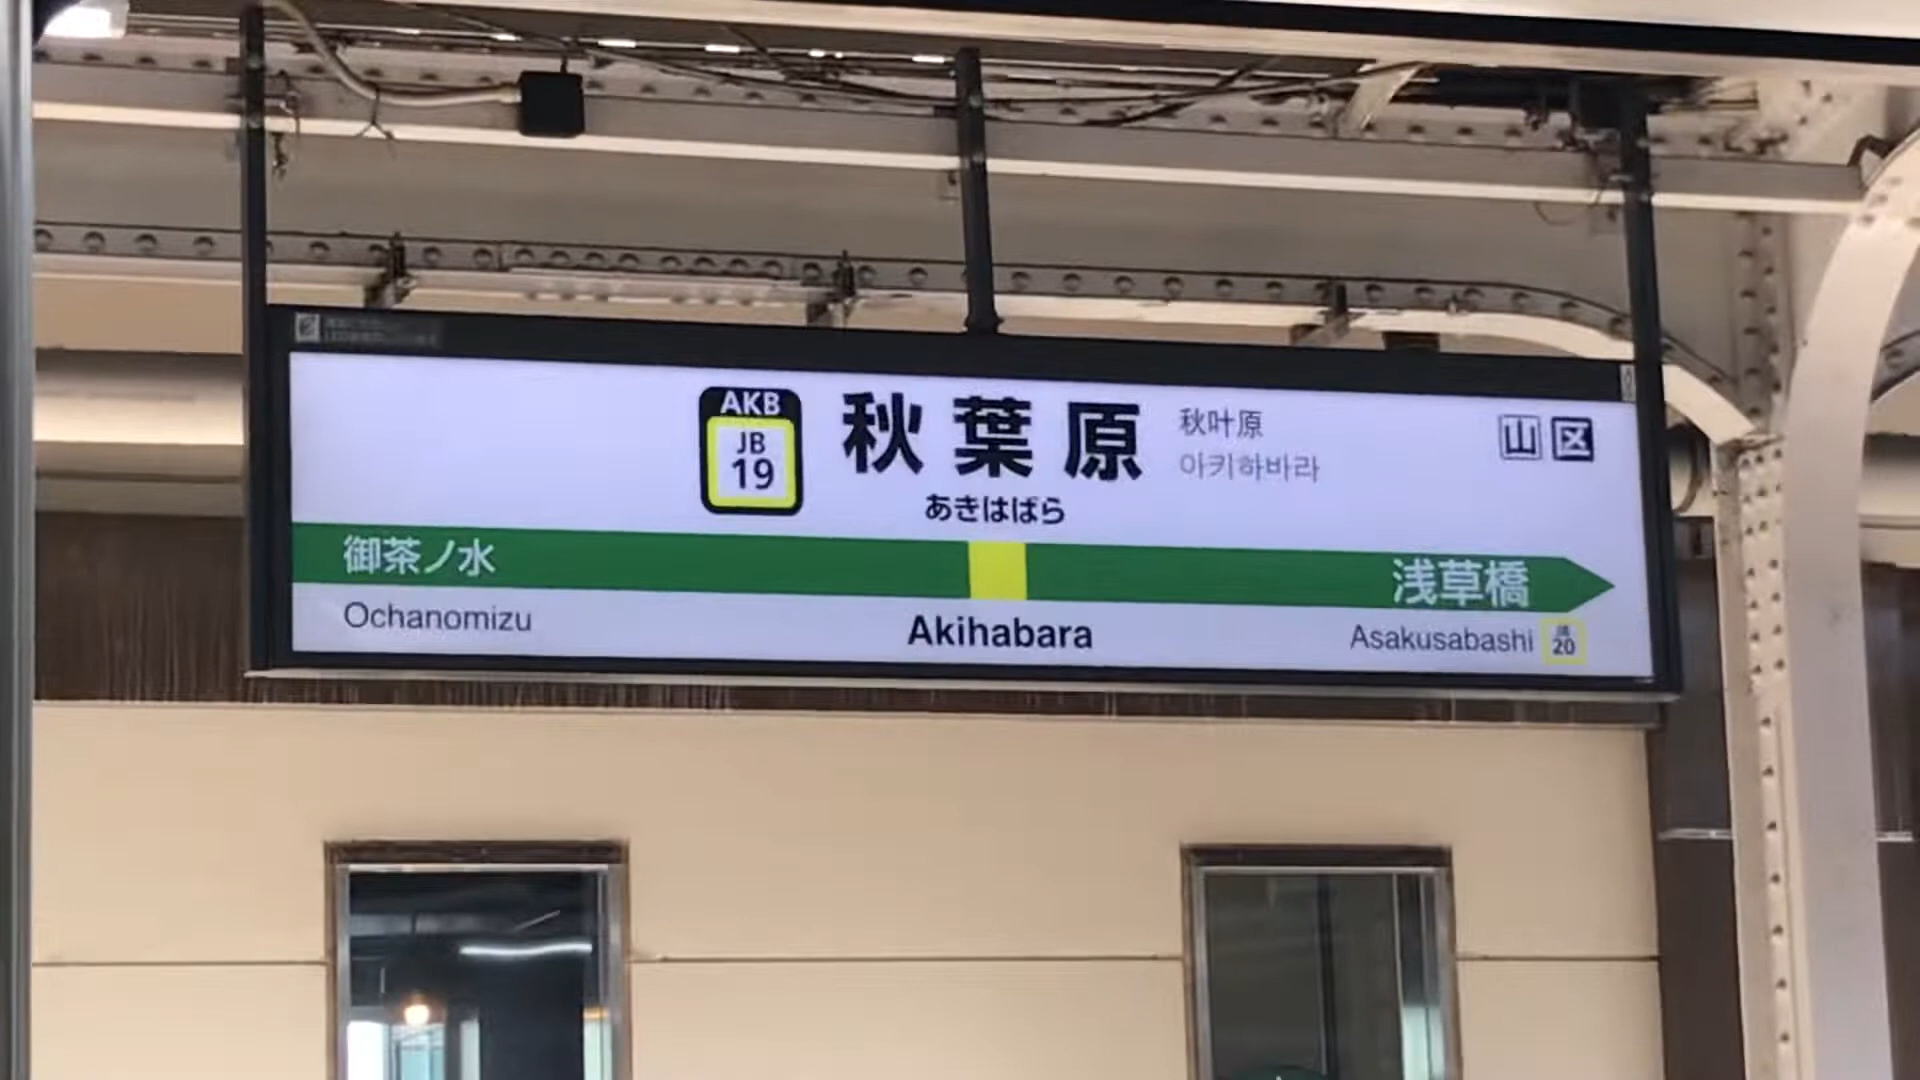 AKB
JB
19
秋葉原
秋叶原
아키하바라
山区
あきはばら
御茶ノ水
浅草橋
Ochanomizu
Akihabara
Asakusabashi
JB
20